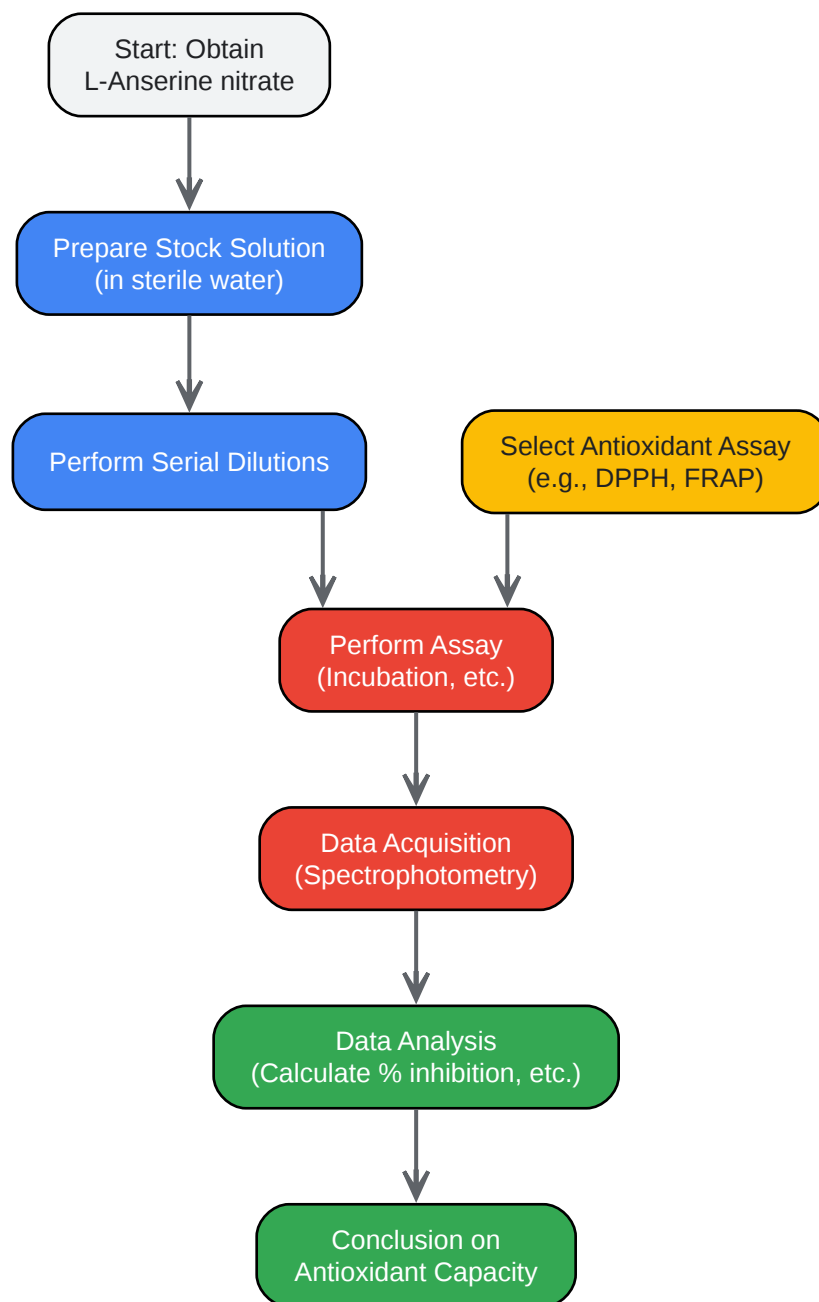 Start: Obtain
L-Anserine nitrate
Prepare Stock Solution
(in sterile water)
Perform Serial Dilutions
Select Antioxidant Assay
(e.g., DPPH, FRAP)
Perform Assay
(Incubation, etc.)
Data Acquisition
(Spectrophotometry)
Data Analysis
(Calculate % inhibition, etc.)
Conclusion on
Antioxidant Capacity